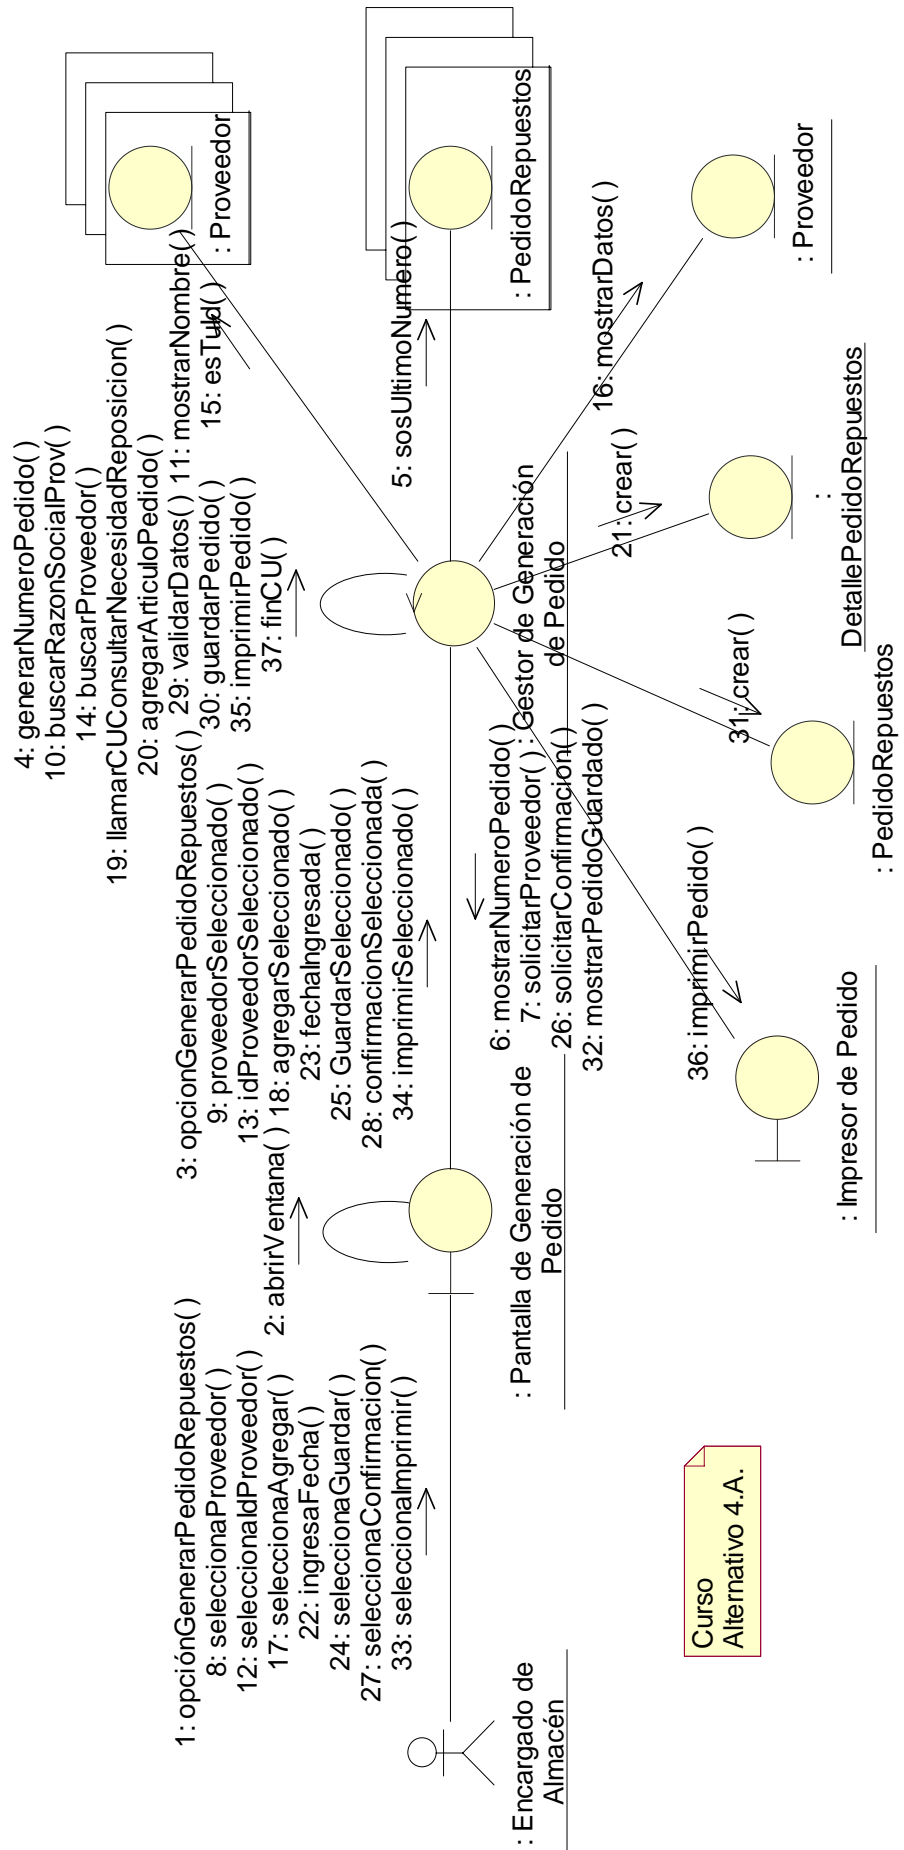 1: opciónGenerarPedidoRepuestos( )
8: seleccionaProveedor( )
12: seleccionaIdProveedor( )
17: seleccionaAgregar( )
22: ingresaFecha( )
24: seleccionaGuardar( )
27: seleccionaConfirmacion( )
33: seleccionaImprimir( )
: Encargado de
Almacén
2: abrirVentana( )
: Pantalla de Generación de
Pedido
3: opcionGenerarPedidoRepuestos( )
9: proveedorSeleccionado( )
13: idProveedorSeleccionado( )
18: agregarSeleccionado( )
23: fechaIngresada( )
25: GuardarSeleccionado( )
28: confirmacionSeleccionada( )
34: imprimirSeleccionado( )
6: mostrarNumeroPedido( )
7: solicitarProveedor( )
26: solicitarConfirmacion( )
32: mostrarPedidoGuardado( )
4: generarNumeroPedido( )
10: buscarRazonSocialProv( )
14: buscarProveedor( )
19: llamarCUConsultarNecesidadReposicion( )
20: agregarArticuloPedido( )
29: validarDatos( )
30: guardarPedido( )
35: imprimirPedido( )
37: finCU( )
: Gestor de Generación
de Pedido
11: mostrarNombre( )
15: esTuId( )
: Proveedor
5: sosUltimoNumero( )
: PedidoRepuestos
16: mostrarDatos( )
: Proveedor
21: crear( )
:
DetallePedidoRepuestos
31: crear( )
: PedidoRepuestos
36: imprimirPedido( )
: Impresor de Pedido
Curso
Alternativo 4.A.